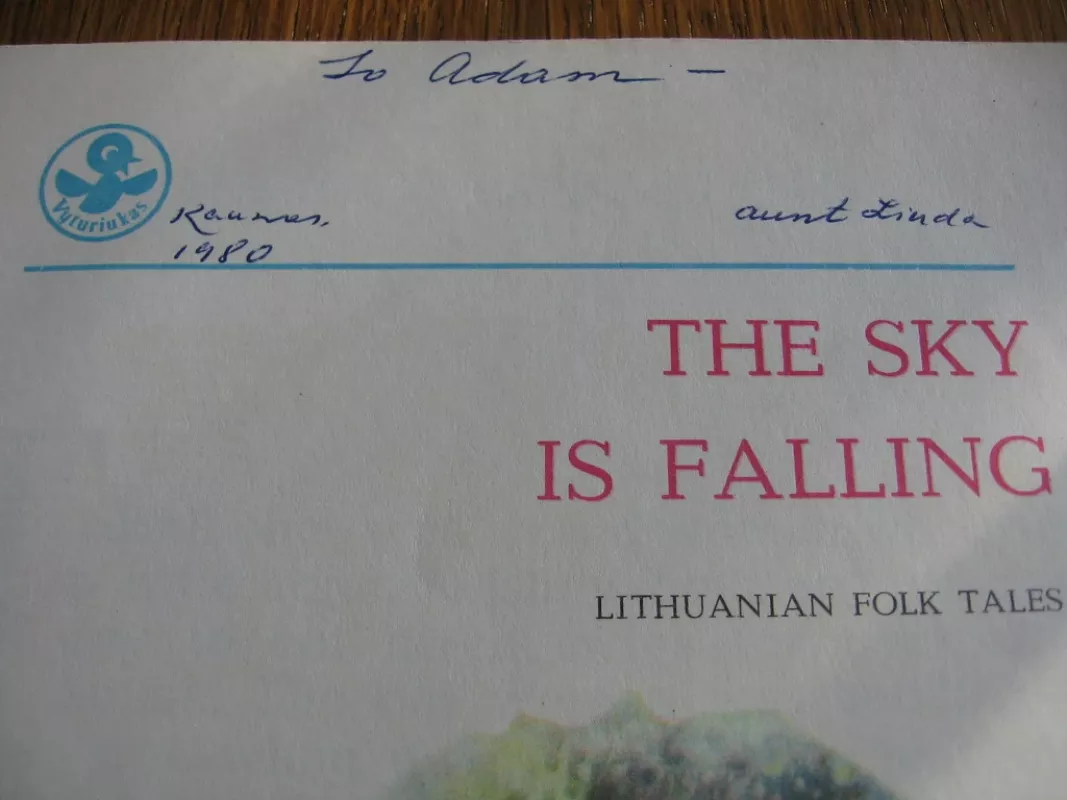 To Adam —
Vyturiukas
Kaunas,
1980
aunt Linda
THE SKY
IS FALLING
LITHUANIAN FOLK TALES